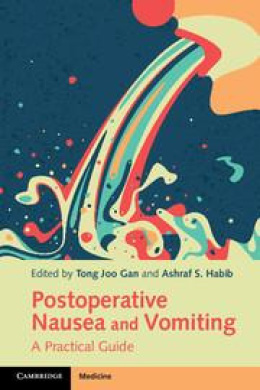 Edited by Tong Joo Gan and Ashraf S. Habib
Postoperative
Nausea and Vomiting
A Practical Guide
CAMBRIDGE
Medicine